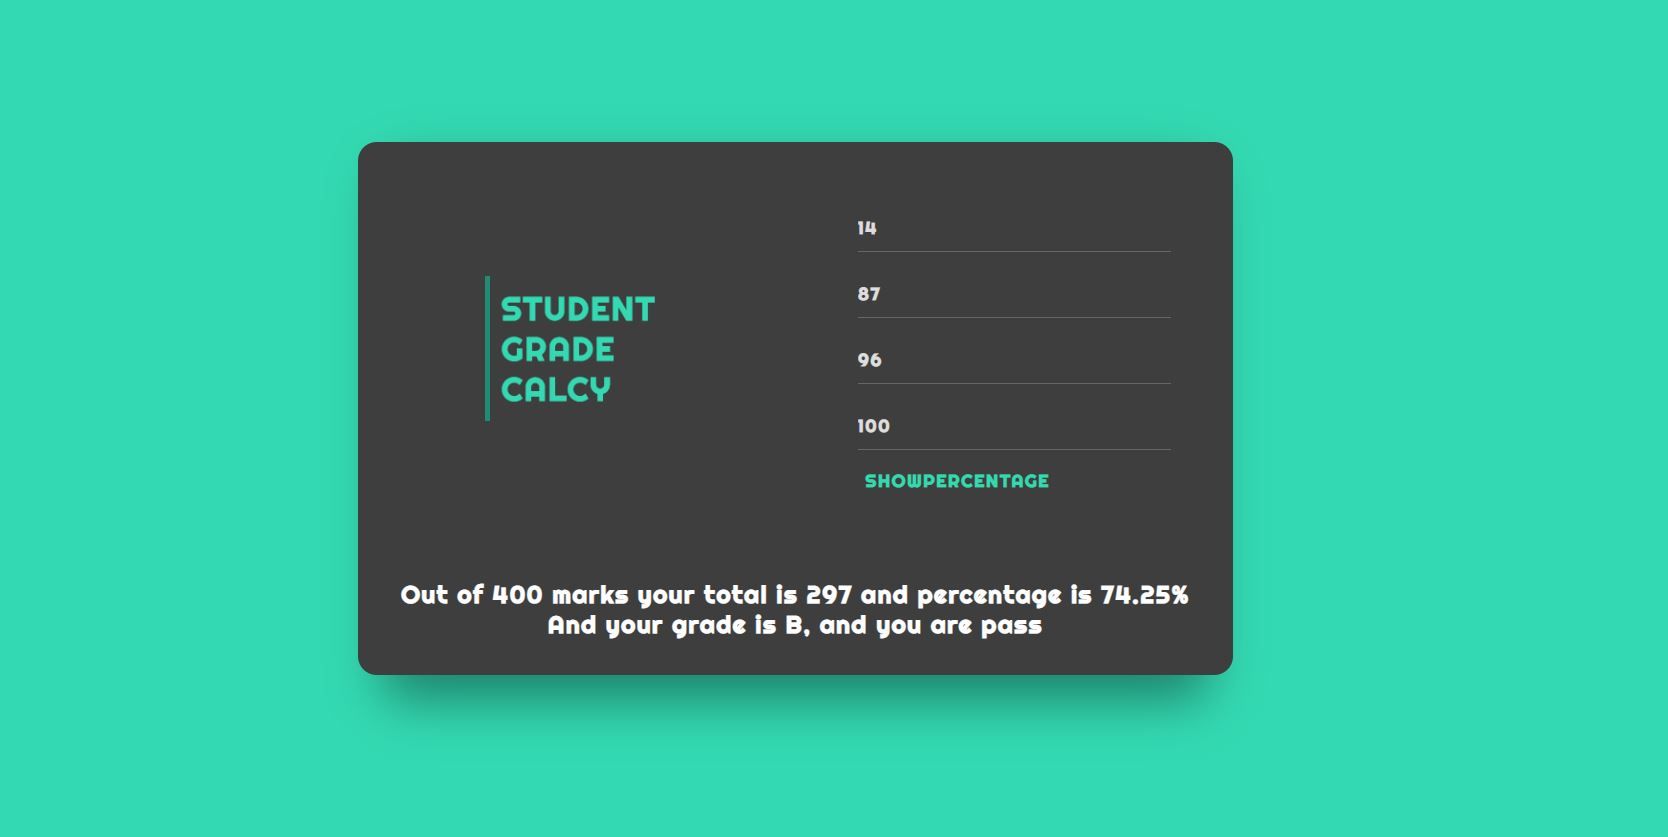 STUDENT
GRADE
CALCY
14
87
96
100
SHOWPERCENTAGE
Out of 400 marks your total is 297 and percentage is 74.25%
And your grade is B, and you are pass